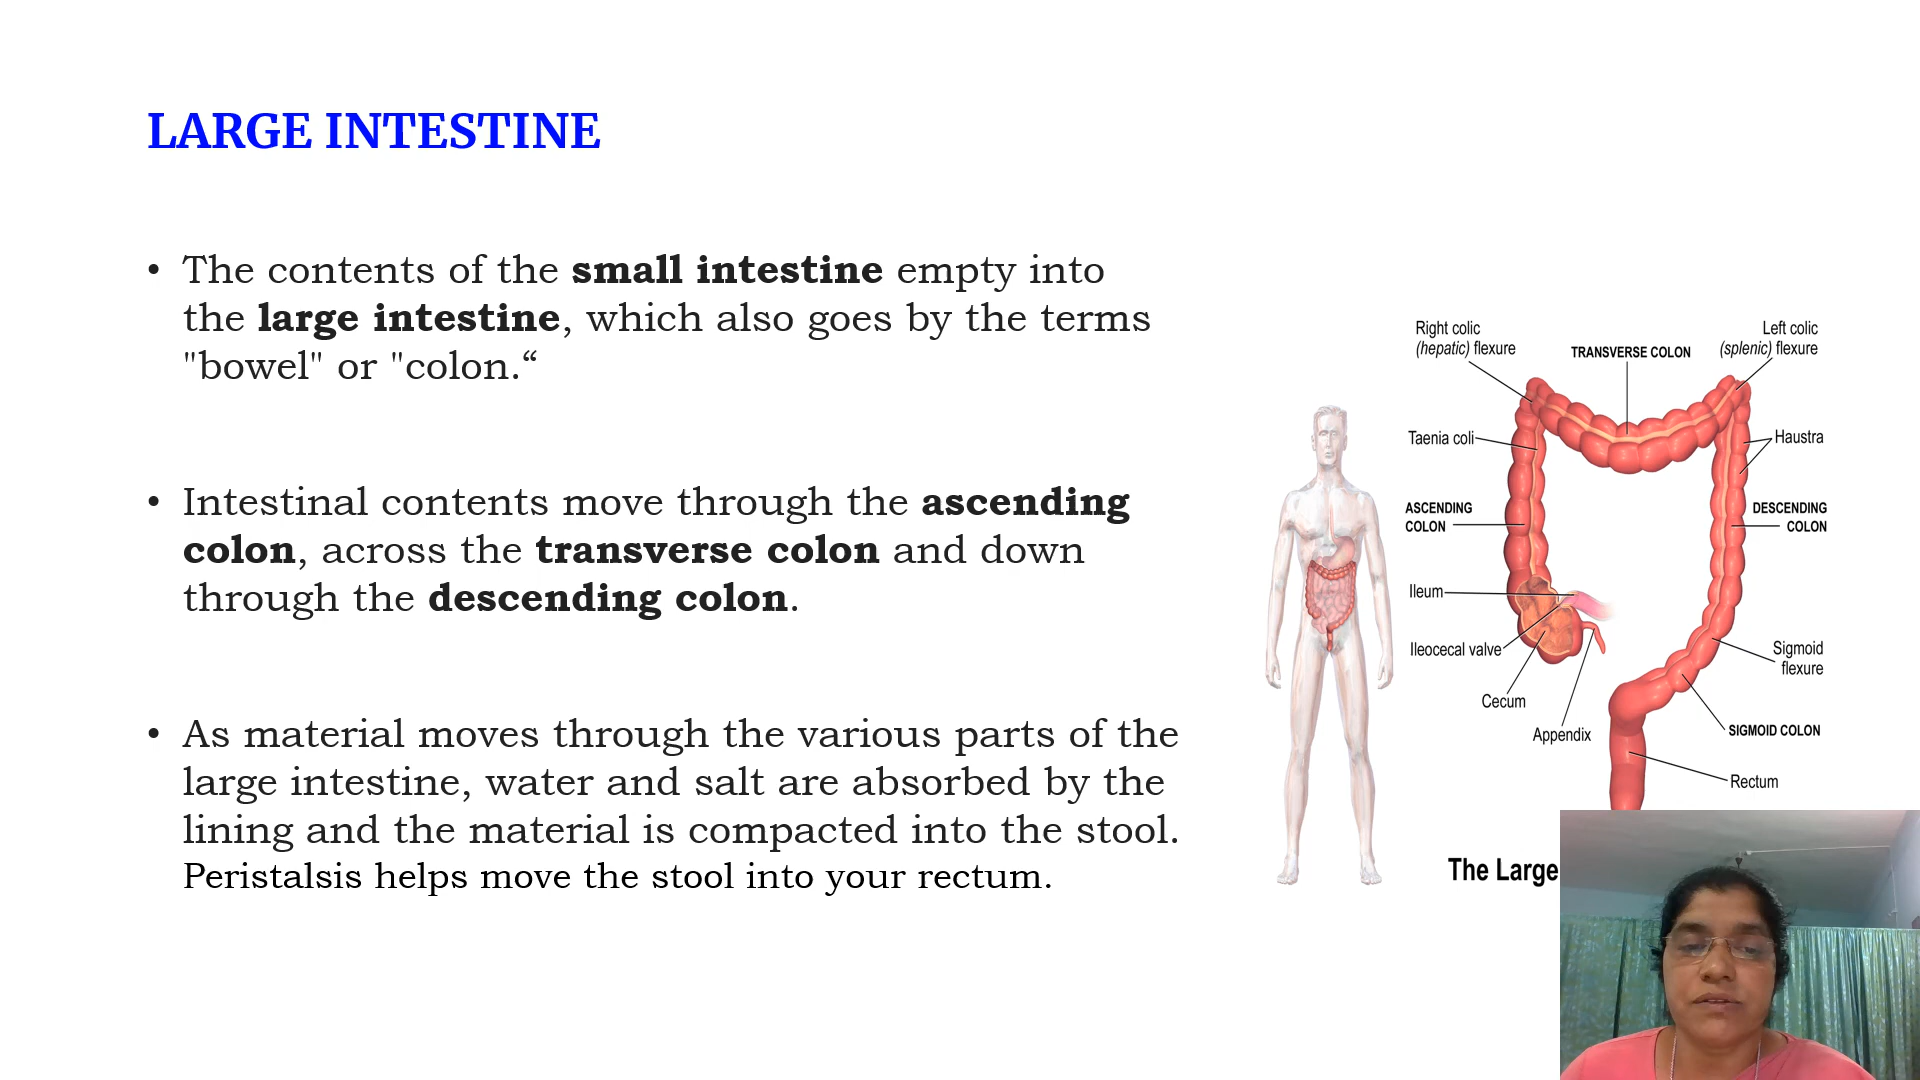 LARGE INTESTINE
• The contents of the small intestine empty into
the large intestine, which also goes by the terms
"bowel" or "colon.“
• Intestinal contents move through the ascending
colon, across the transverse colon and down
through the descending colon.
• As material moves through the various parts of the
large intestine, water and salt are absorbed by the
lining and the material is compacted into the stool.
Peristalsis helps move the stool into your rectum.
Right colic
(hepatic) flexure
TRANSVERSE COLON
Left colic
(splenic) flexure
Taenia coli
Haustra
ASCENDING
COLON
DESCENDING
COLON
Ileum
Ileocecal valve
Sigmoid
flexure
Cecum
Appendix
SIGMOID COLON
Rectum
The Large